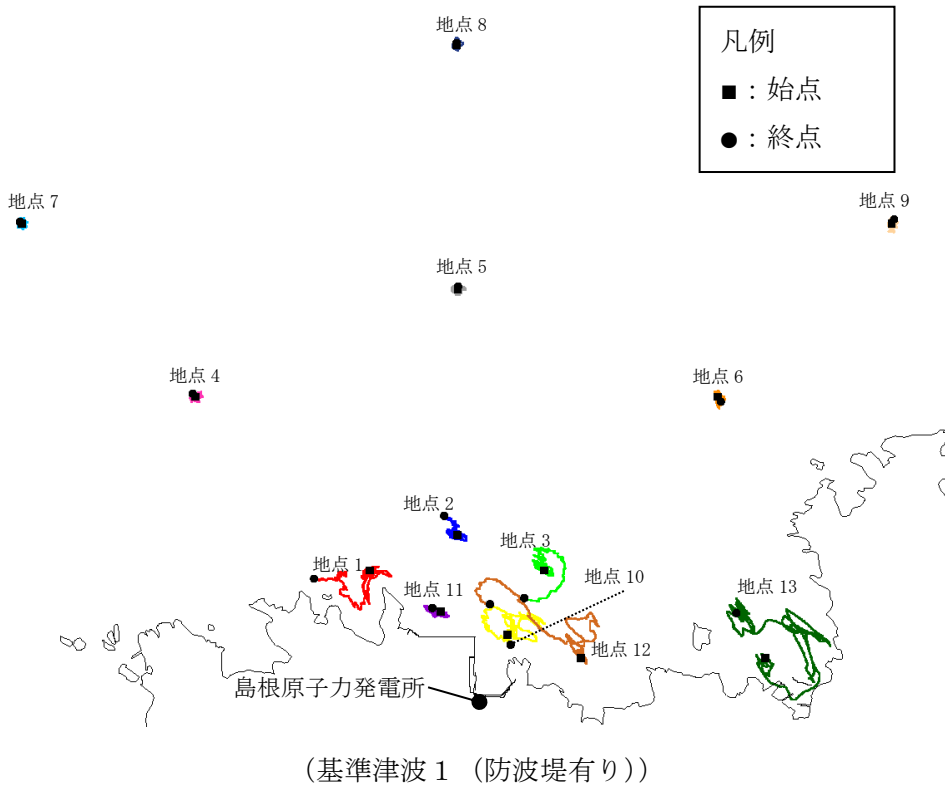 地点 8
凡例
■：始点
●：終点
地点 7
地点 9
地点 5
地点 4
地点 6
地点 2
地点 3
地点 1
地点 10
地点 11
地点 13
地点 12
島根原子力発電所
（基準津波１（防波堤有り））